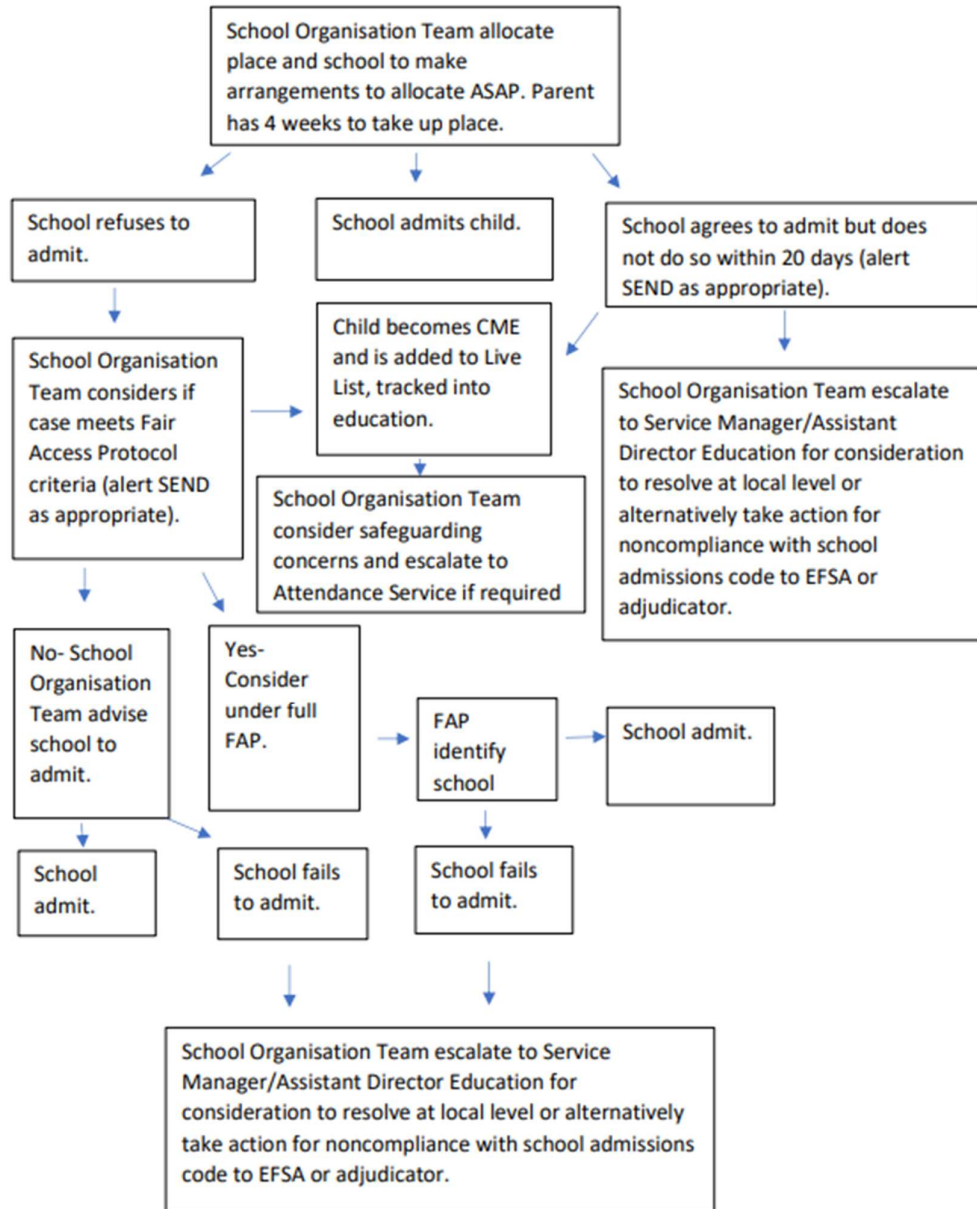 School Organisation Team allocate
place and school to make
arrangements to allocate ASAP. Parent
has 4 weeks to take up place.
School refuses to
admit.
School admits child.
School agrees to admit but does
not do so within 20 days (alert
SEND as appropriate).
School Organisation
Team considers if
case meets Fair
Access Protocol
criteria (alert SEND
as appropriate).
Child becomes CME
and is added to Live
List, tracked into
education.
School Organisation Team escalate
to Service Manager/Assistant
Director Education for consideration
to resolve at local level or
alternatively take action for
noncompliance with school
admissions code to EFSA or
adjudicator.
School Organisation Team
consider safeguarding
concerns and escalate to
Attendance Service if required
No- School
Organisation
Team advise
school to
admit.
Yes-
Consider
under full
FAP.
FAP
identify
school
School admit.
School
admit.
School fails
to admit.
School fails
to admit.
School Organisation Team escalate to Service
Manager/Assistant Director Education for
consideration to resolve at local level or alternatively
take action for noncompliance with school admissions
code to EFSA or adjudicator.